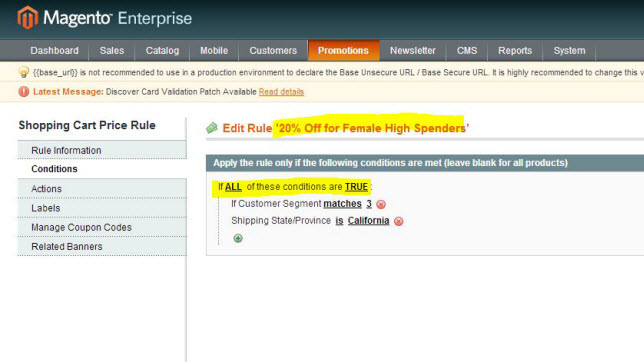 Magento Enterprise
Dashboard Sales Catalog Mobile Customers Promotions Newsletter CMS Reports System
{{base_url}} is not recommended to use in a production environment to declare the Base Unsecure URL / Base Secure URL. It is highly recommended to change this v
Latest Message: Discover Card Validation Patch Available Read details
Shopping Cart Price Rule
Rule Information
Conditions
Actions
Labels
Manage Coupon Codes
Related Banners
Edit Rule '20% Off for Female High Spenders'
Apply the rule only if the following conditions are met (leave blank for all products)
If ALL of these conditions are TRUE :
If Customer Segment matches 3
Shipping State/Province is California